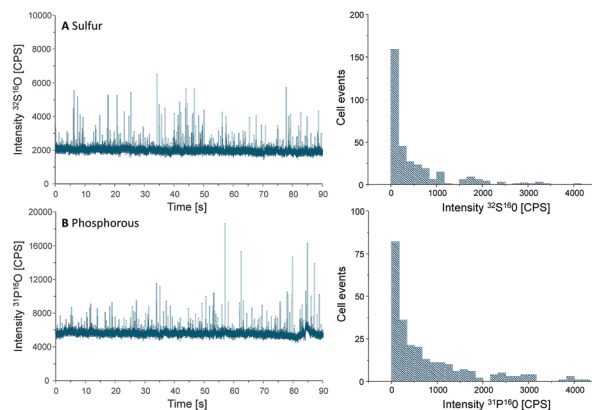 A Sulfur
Intensity ³²S¹⁶O [CPS]
10000
8000
6000
4000
2000
0
0 10 20 30 40 50 60 70 80 90
Time [s]
Cell events
200
150
100
50
0
0 1000 2000 3000 4000
Intensity ³²S¹⁶0 [CPS]
B Phosphorous
Intensity ³¹P¹⁶O [CPS]
20000
16000
12000
8000
4000
0
0 10 20 30 40 50 60 70 80 90
Time [s]
Cell events
100
75
50
25
0
0 1000 2000 3000 4000
Intensity ³¹P¹⁶0 [CPS]